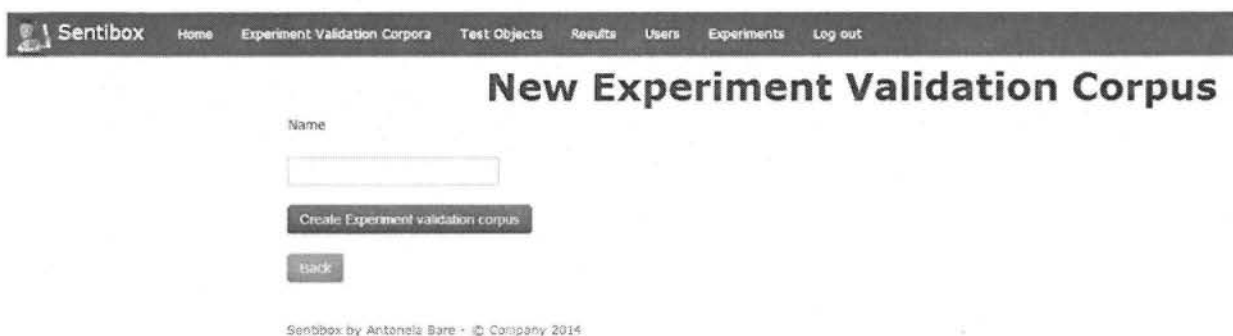 Sentibox Home Experiment Validation Corpora Test Objects Results Users Experiments Log out
New Experiment Validation Corpus
Name
Create Experiment validation corpus
Back
Sentibox by Antonela Bare - © Company 2014